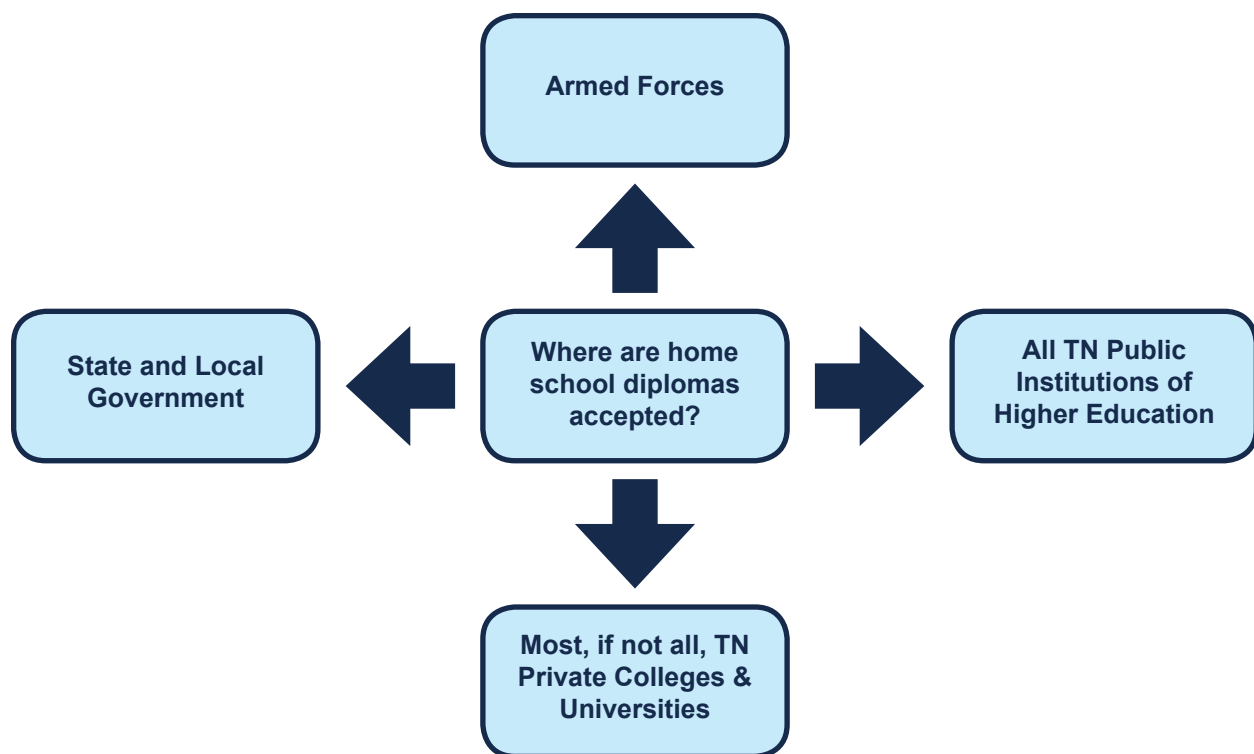 Armed Forces
State and Local
Government
Where are home
school diplomas
accepted?
All TN Public
Institutions of
Higher Education
Most, if not all, TN
Private Colleges &
Universities